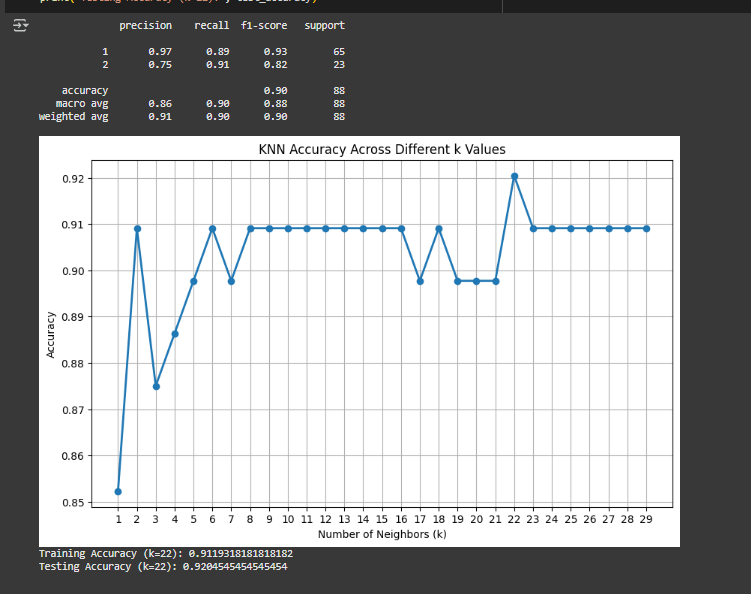 print("Testing Accuracy (k=22):", test_accuracy)
precision recall f1-score support
1 0.97 0.89 0.93 65
2 0.75 0.91 0.82 23
accuracy 0.90 88
macro avg 0.86 0.90 0.88 88
weighted avg 0.91 0.90 0.90 88
KNN Accuracy Across Different k Values
0.92
0.91
0.90
0.89
0.88
0.87
0.86
0.85
Accuracy
1 2 3 4 5 6 7 8 9 10 11 12 13 14 15 16 17 18 19 20 21 22 23 24 25 26 27 28 29
Number of Neighbors (k)
Training Accuracy (k=22): 0.9119318181818182
Testing Accuracy (k=22): 0.9204545454545454